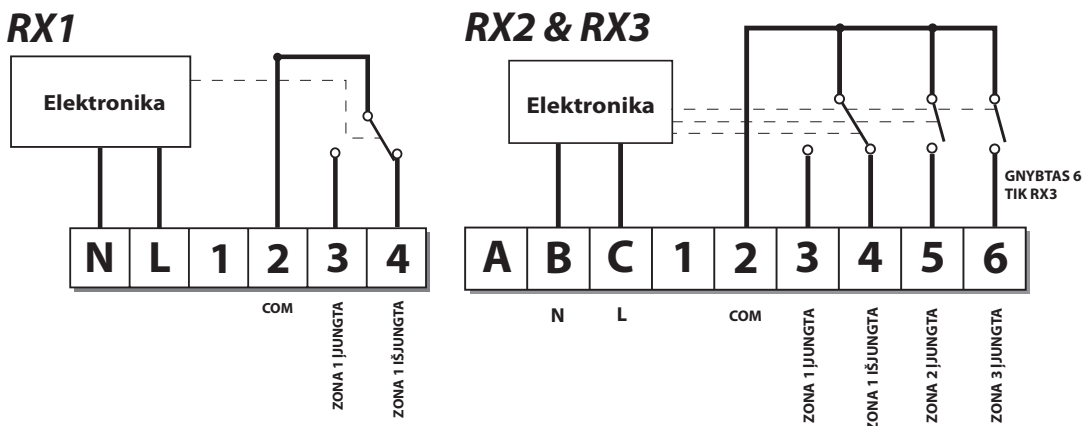 RX1
Elektronika
N L 1 2 3 4
COM
ZONA 1 ĮJUNGTA
ZONA 1 IŠJUNGTA
RX2 & RX3
Elektronika
GNYBTAS 6
TIK RX3
A B C 1 2 3 4 5 6
N
L
COM
ZONA 1 ĮJUNGTA
ZONA 1 IŠJUNGTA
ZONA 2 ĮJUNGTA
ZONA 3 ĮJUNGTA